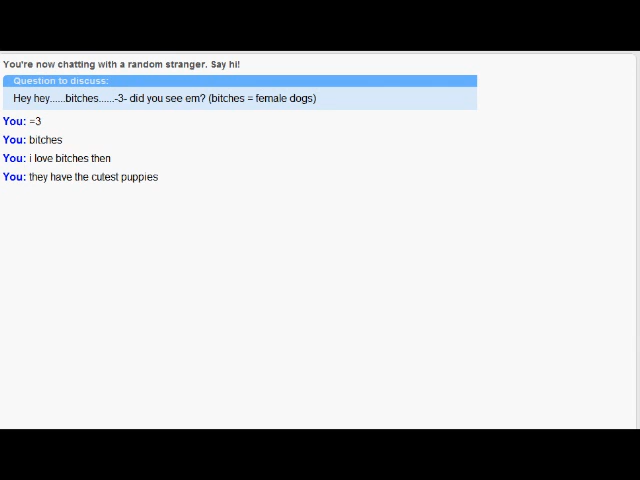 You're now chatting with a random stranger. Say hi!
Question to discuss:
Hey hey......bitches......-3- did you see em? (bitches = female dogs)
You: =3
You: bitches
You: i love bitches then
You: they have the cutest puppies